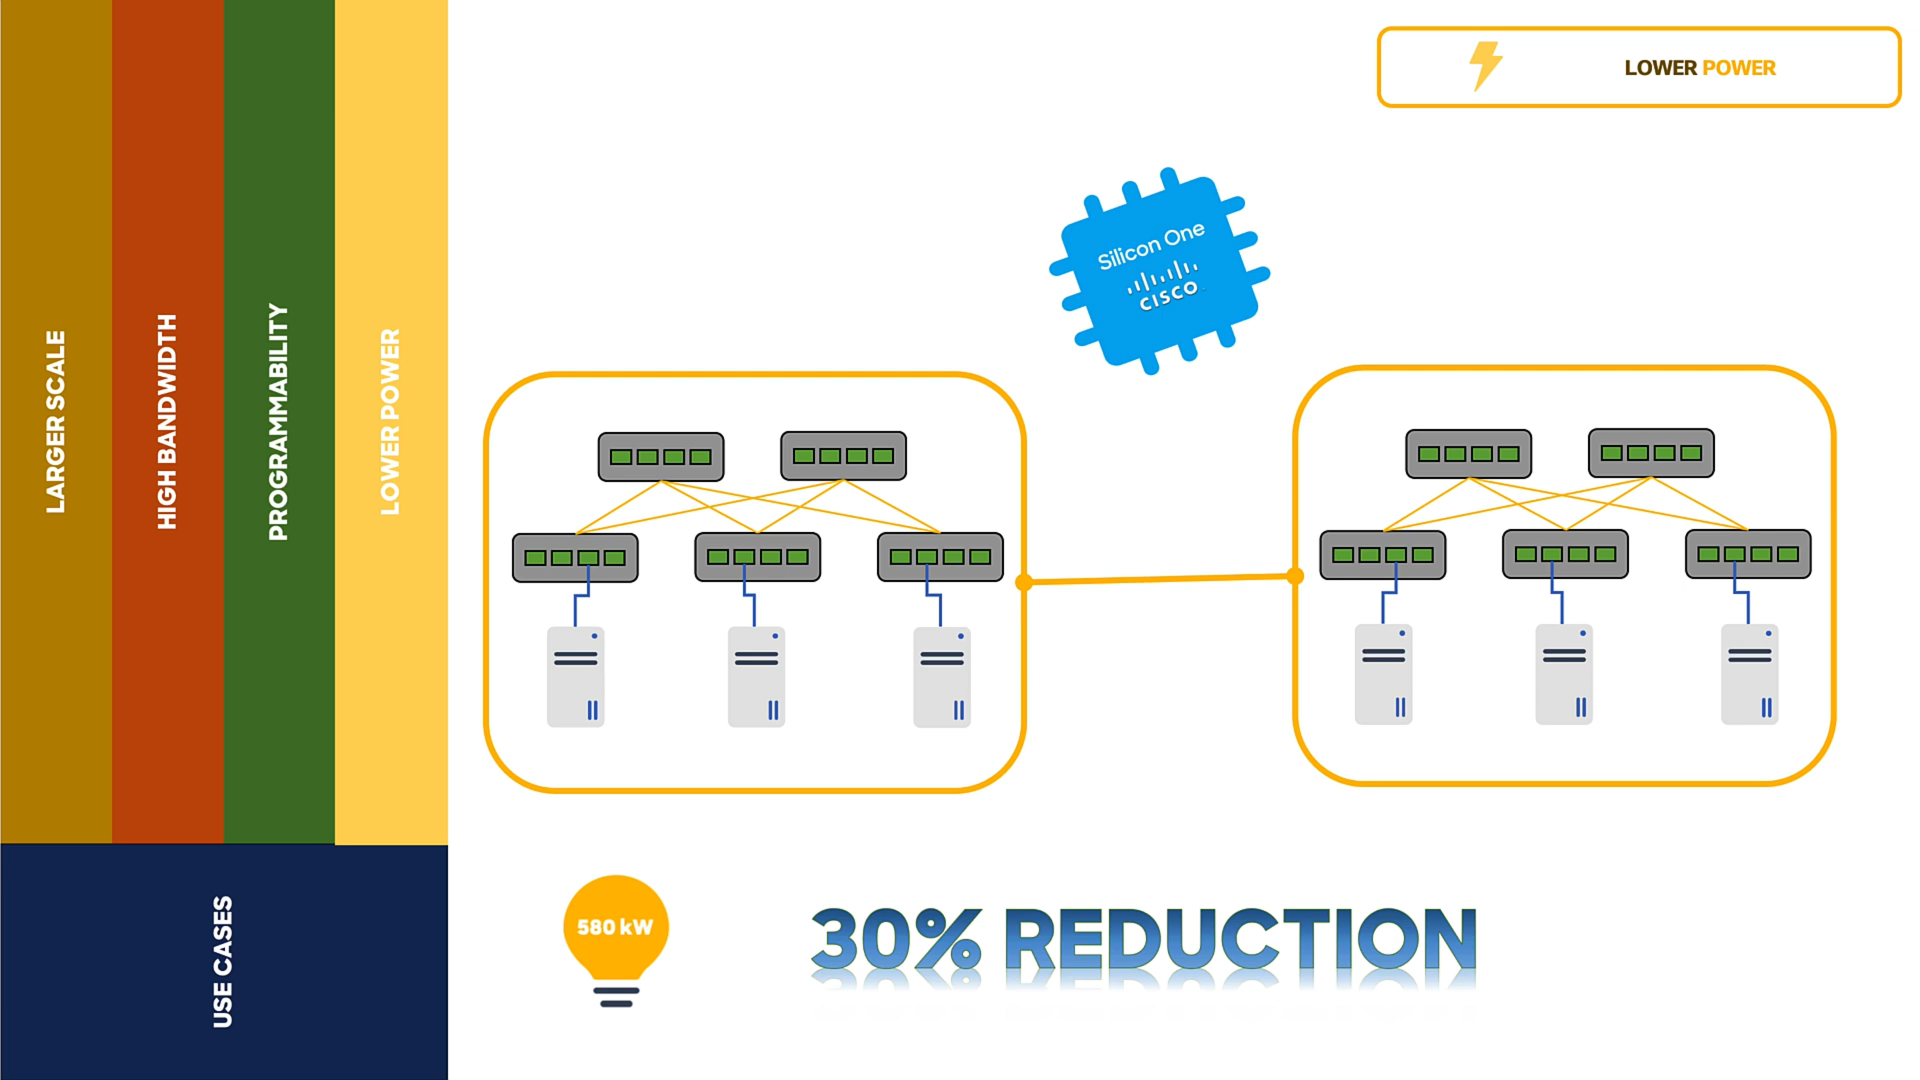 LARGER SCALE
HIGH BANDWIDTH
PROGRAMMABILITY
LOWER POWER
USE CASES
LOWER POWER
Silicon One
CISCO
580 kW
30% REDUCTION